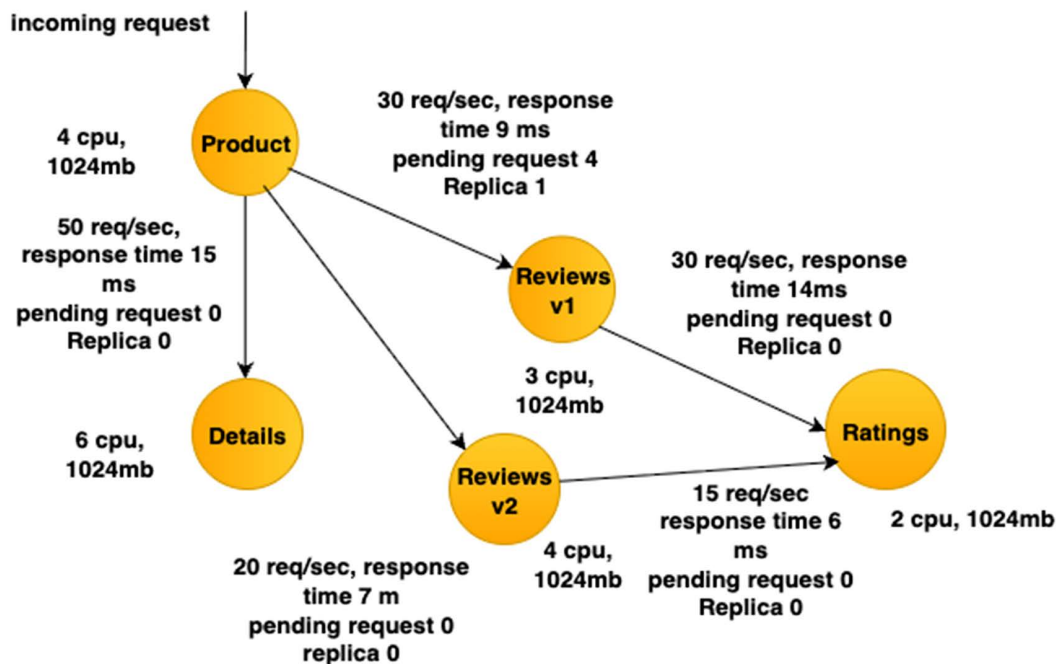 incoming request
Product
4 cpu,
1024mb
30 req/sec, response
time 9 ms
pending request 4
Replica 1
50 req/sec,
response time 15
ms
pending request 0
Replica 0
Reviews
v1
30 req/sec, response
time 14ms
pending request 0
Replica 0
3 cpu,
1024mb
Details
6 cpu,
1024mb
Ratings
Reviews
v2
15 req/sec
response time 6
ms
pending request 0
Replica 0
2 cpu, 1024mb
4 cpu,
1024mb
20 req/sec, response
time 7 m
pending request 0
replica 0